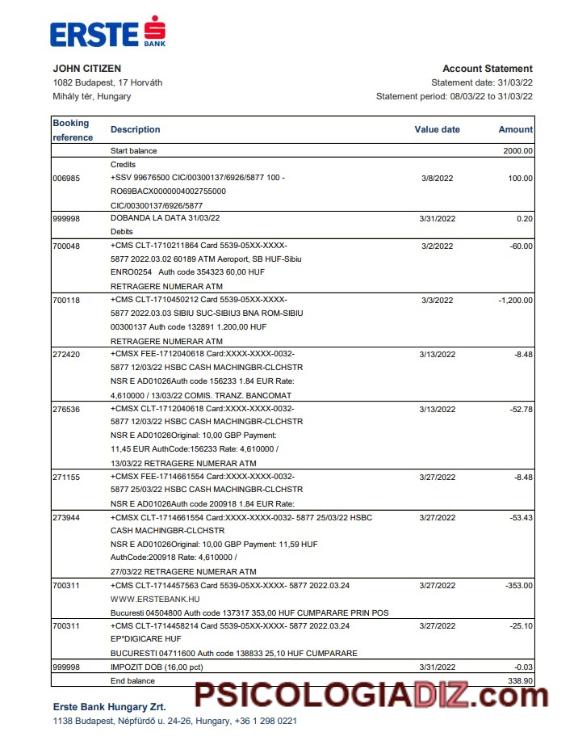 ERSTE
BANK
JOHN CITIZEN
1082 Budapest, 17 Horváth
Mihály tér, Hungary
Account Statement
Statement date: 31/03/22
Statement period: 08/03/22 to 31/03/22
Booking reference Description Value date Amount
Start balance 2000.00
Credits
006985 +SSV 99676500 CIC/00300137/6926/5877 100 - 3/8/2022 100.00
RO69BACX0000004002755000
CIC/00300137/6926/5877
999998 DOBANDA LA DATA 31/03/22 3/31/2022 0.20
Debits
700048 +CMS CLT-1710211864 Card 5539-05XX-XXXX- 3/2/2022 -60.00
5877 2022.03.02 60189 ATM Aeroport, SB HUF-Sibiu
ENRO0254 Auth code 354323 60,00 HUF
RETRAGERE NUMERAR ATM
700118 +CMS CLT-1710450212 Card 5539-05XX-XXXX- 3/3/2022 -1,200.00
5877 2022.03.03 SIBIU SUC-SIBIU3 BNA ROM-SIBIU
00300137 Auth code 132891 1.200,00 HUF
RETRAGERE NUMERAR ATM
272420 +CMSX FEE-1712040618 Card:XXXX-XXXX-0032- 3/13/2022 -8.48
5877 12/03/22 HSBC CASH MACHINGBR-CLCHSTR
NSR E AD01026Auth code 156233 1.84 EUR Rate:
4,610000 / 13/03/22 COMIS. TRANZ. BANCOMAT
276536 +CMSX CLT-1712040618 Card:XXXX-XXXX-0032- 3/13/2022 -52.78
5877 12/03/22 HSBC CASH MACHINGBR-CLCHSTR
NSR E AD01026Original: 10,00 GBP Payment:
11,45 EUR AuthCode:156233 Rate: 4,610000 /
13/03/22 RETRAGERE NUMERAR ATM
271155 +CMSX FEE-1714661554 Card:XXXX-XXXX-0032- 3/27/2022 -8.48
5877 25/03/22 HSBC CASH MACHINGBR-CLCHSTR
NSR E AD01026Auth code 200918 1.84 EUR Rate:
273944 +CMSX CLT-1714661554 Card:XXXX-XXXX-0032- 5877 25/03/22 HSBC 3/27/2022 -53.43
CASH MACHINGBR-CLCHSTR
NSR E AD01026Original: 10,00 GBP Payment: 11,59 HUF
AuthCode:200918 Rate: 4,610000 /
27/03/22 RETRAGERE NUMERAR ATM
700311 +CMS CLT-1714457563 Card 5539-05XX-XXXX- 5877 2022.03.24 3/27/2022 -353.00
WWW.ERSTEBANK.HU
Bucuresti 04504800 Auth code 137317 353,00 HUF CUMPARARE PRIN POS
700311 +CMS CLT-1714458214 Card 5539-05XX-XXXX- 5877 2022.03.24 3/27/2022 -25.10
EP*DIGICARE HUF
BUCURESTI 04711600 Auth code 138833 25,10 HUF CUMPARARE
999998 IMPOZIT DOB (16,00 pct) 3/31/2022 -0.03
End balance 338.90
PSICOLOGIADIZ.com
Erste Bank Hungary Zrt.
1138 Budapest, Népfürdő u. 24-26, Hungary, +36 1 298 0221